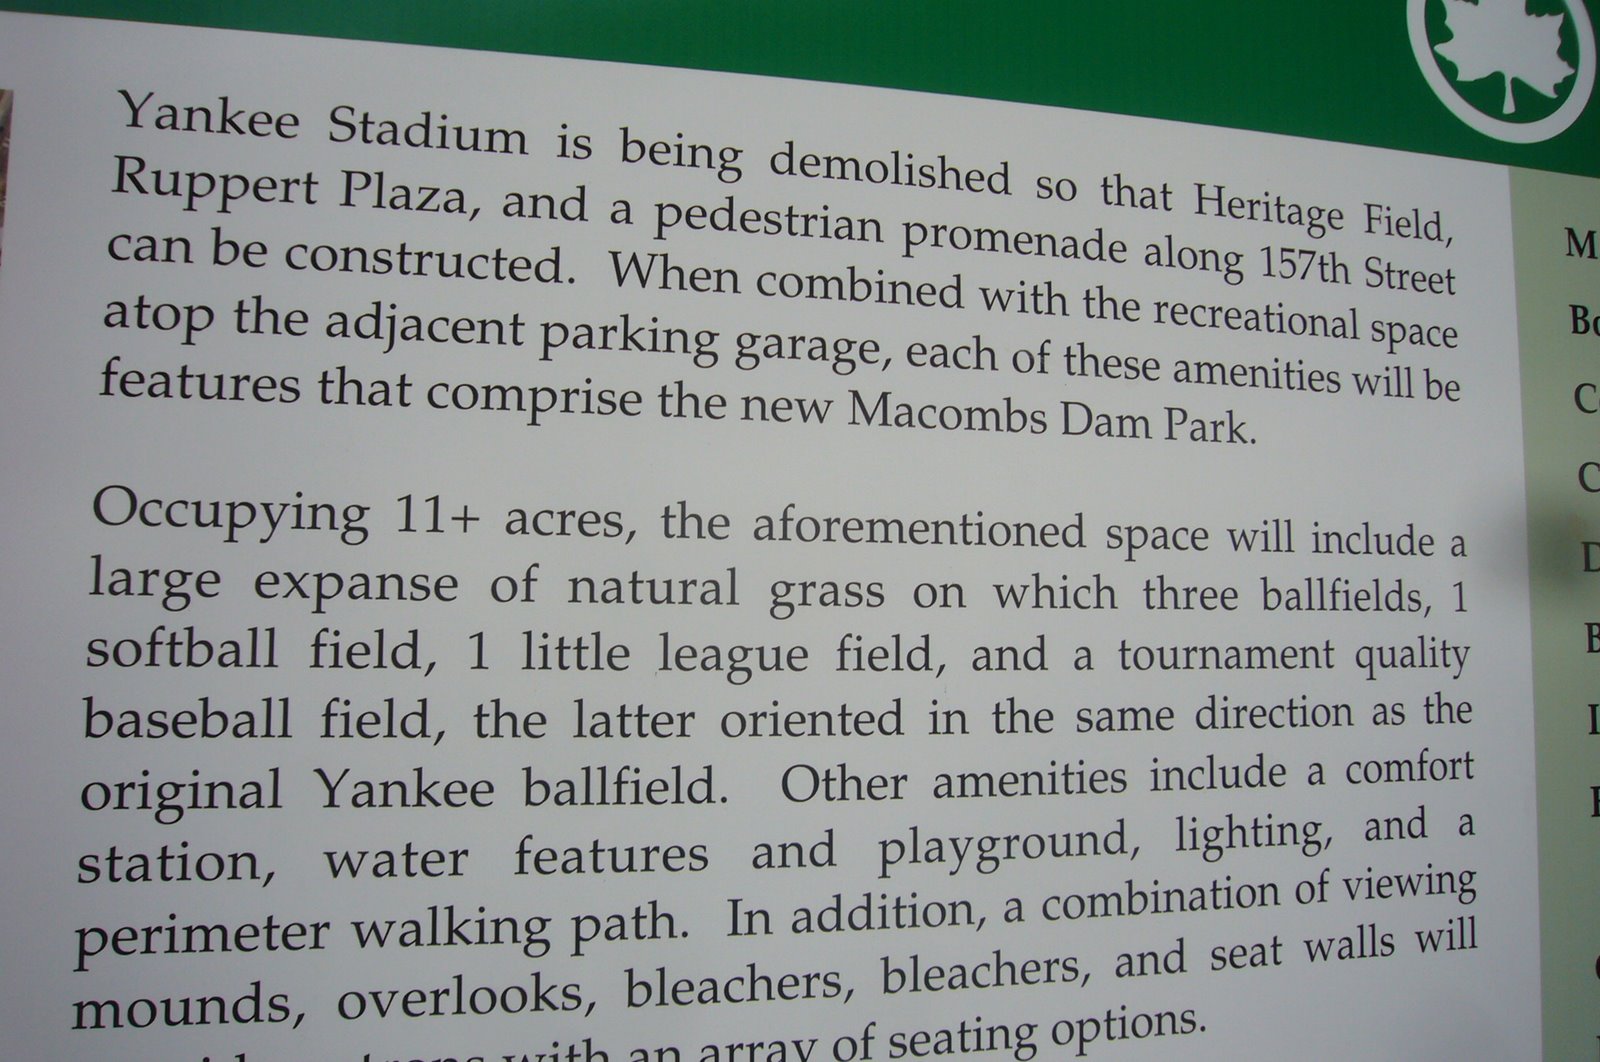 Yankee Stadium is being demolished so that Heritage Field,
Ruppert Plaza, and a pedestrian promenade along 157th Street
can be constructed. When combined with the recreational space
atop the adjacent parking garage, each of these amenities will be
features that comprise the new Macombs Dam Park.
Occupying 11+ acres, the aforementioned space will include a
large expanse of natural grass on which three ballfields, 1
softball field, 1 little league field, and a tournament quality
baseball field, the latter oriented in the same direction as the
original Yankee ballfield. Other amenities include a comfort
station, water features and playground, lighting, and a
perimeter walking path. In addition, a combination of viewing
mounds, overlooks, bleachers, bleachers, and seat walls will
with an array of seating options.